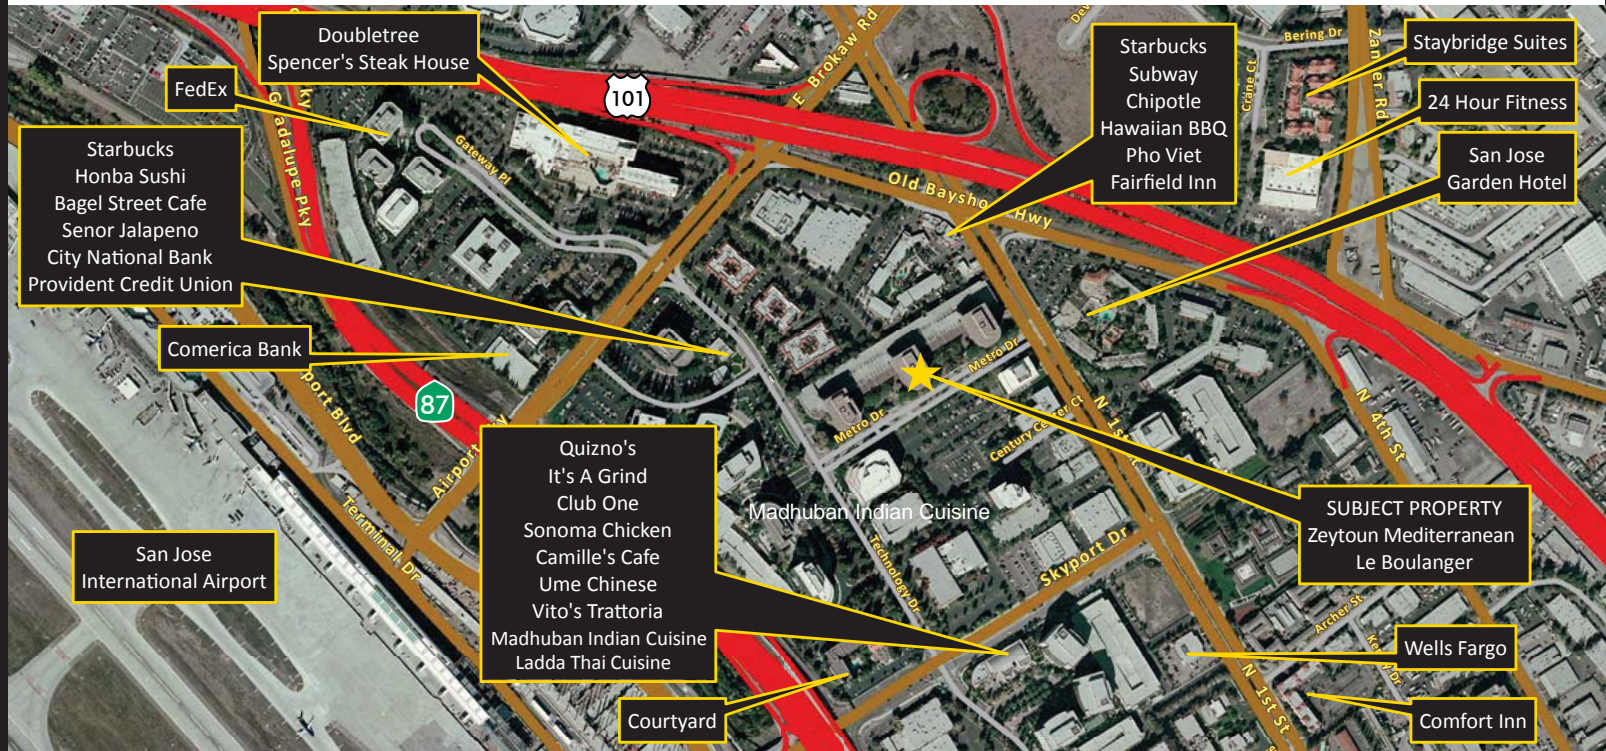 Doubletree
Spencer's Steak House
FedEx
Starbucks
Honba Sushi
Bagel Street Cafe
Senor Jalapeno
City National Bank
Provident Credit Union
Comerica Bank
San Jose
International Airport
Quizno's
It's A Grind
Club One
Sonoma Chicken
Camille's Cafe
Ume Chinese
Vito's Trattoria
Madhuban Indian Cuisine
Ladda Thai Cuisine
Courtyard
Starbucks
Subway
Chipotle
Hawaiian BBQ
Pho Viet
Fairfield Inn
Staybridge Suites
24 Hour Fitness
San Jose
Garden Hotel
SUBJECT PROPERTY
Zeytoun Mediterranean
Le Boulanger
Wells Fargo
Comfort Inn
Madhuban Indian Cuisine
101
87
E Brokaw Rd
Gateway Pl
Guadalupe Pky
Old Baysho Hwy
Bering Dr
Crane Ct
Metro Dr
Metro Dr
Century Center Ct
N 1st St
N 1st St
N 4th St
Skyport Dr
Technology Dr
Terminal Dr
port Blvd
Airport
Archer St